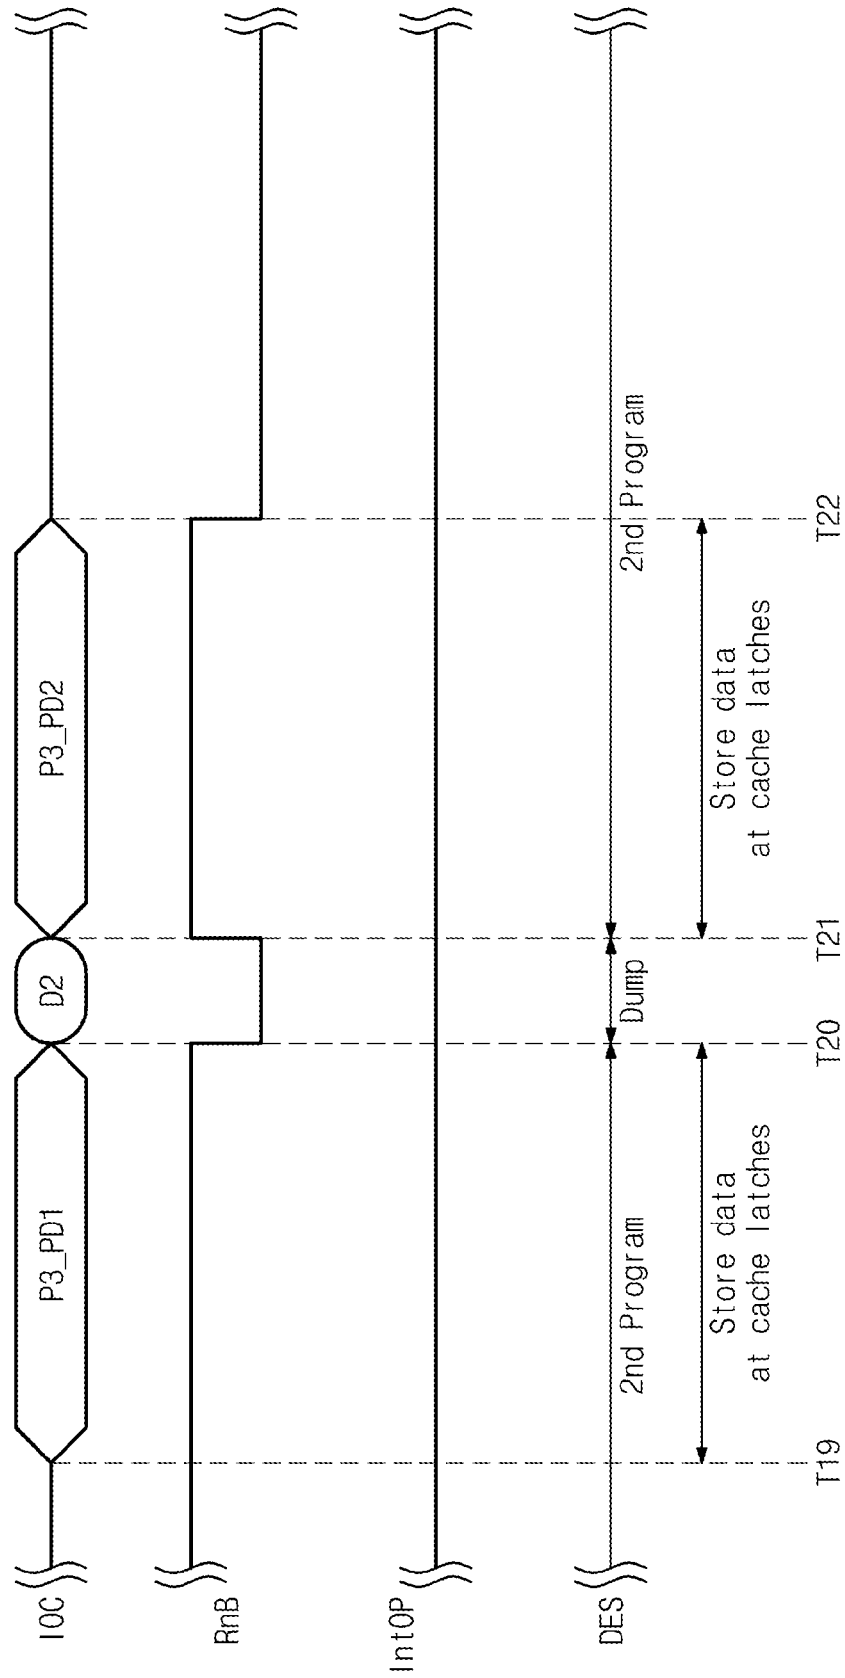 IOC
P3_PD1
D2
P3_PD2
RnB
IntOP
DES
2nd Program
Dump
2nd Program
Store data
at cache latches
Store data
at cache latches
T19
T20
T21
T22